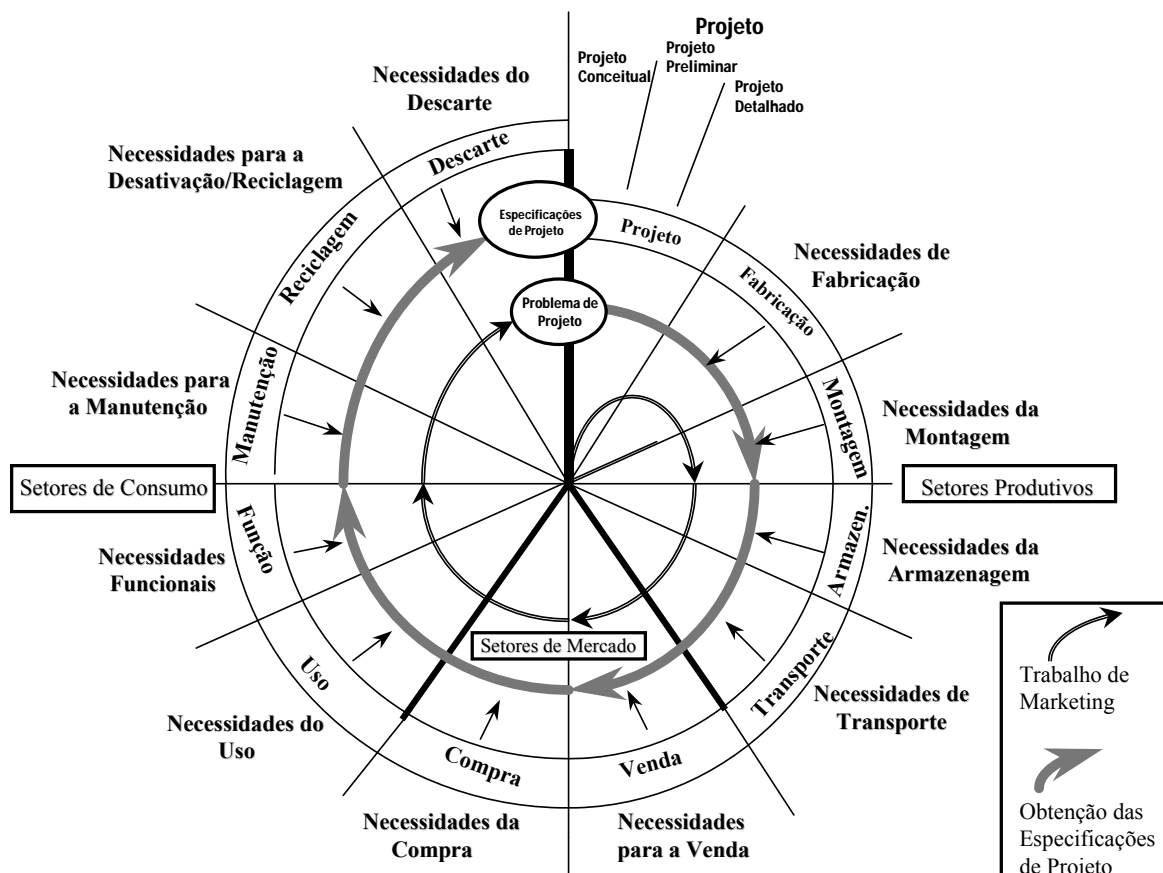 Projeto
Projeto
Conceitual
Projeto
Preliminar
Projeto
Detalhado
Necessidades do
Descarte
Necessidades para a
Desativação/Reciclagem
Descarte
Especificações
de Projeto
Projeto
Necessidades de
Fabricação
Reciclagem
Fabricação
Problema de
Projeto
Necessidades para
a Manutenção
Manutenção
Montagem
Necessidades da
Montagem
Setores de Consumo
Setores Produtivos
Função
Armazen.
Necessidades
Funcionais
Necessidades da
Armazenagem
Setores de Mercado
Uso
Transporte
Necessidades do
Uso
Necessidades de
Transporte
Compra
Venda
Necessidades da
Compra
Necessidades
para a Venda
Trabalho de
Marketing
Obtenção das
Especificações
de Projeto